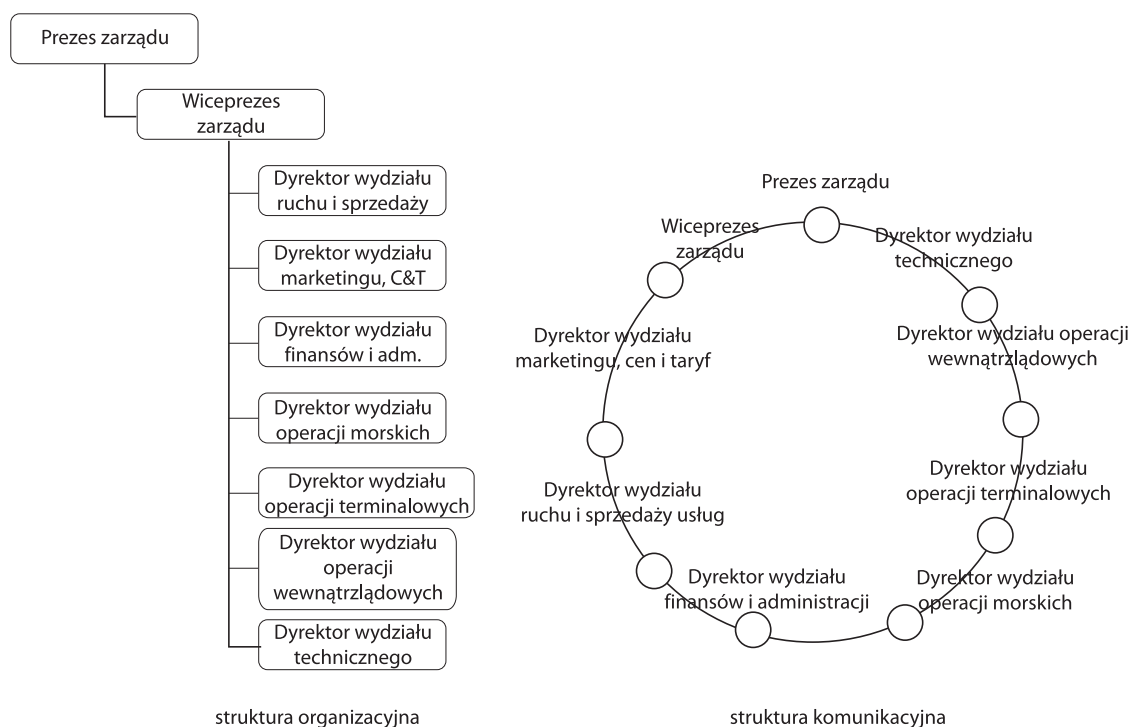 Prezes zarządu
Wiceprezes
zarządu
Dyrektor wydziału
ruchu i sprzedaży
Dyrektor wydziału
marketingu, C&T
Dyrektor wydziału
finansów i adm.
Dyrektor wydziału
operacji morskich
Dyrektor wydziału
operacji terminalowych
Dyrektor wydziału
operacji
wewnątrzlądowych
Dyrektor wydziału
technicznego
struktura organizacyjna
Prezes zarządu
Wiceprezes
zarządu
Dyrektor wydziału
technicznego
Dyrektor wydziału
marketingu, cen i taryf
Dyrektor wydziału operacji
wewnątrzlądowych
Dyrektor wydziału
ruchu i sprzedaży usług
Dyrektor wydziału
operacji terminalowych
Dyrektor wydziału
finansów i administracji
Dyrektor wydziału
operacji morskich
struktura komunikacyjna